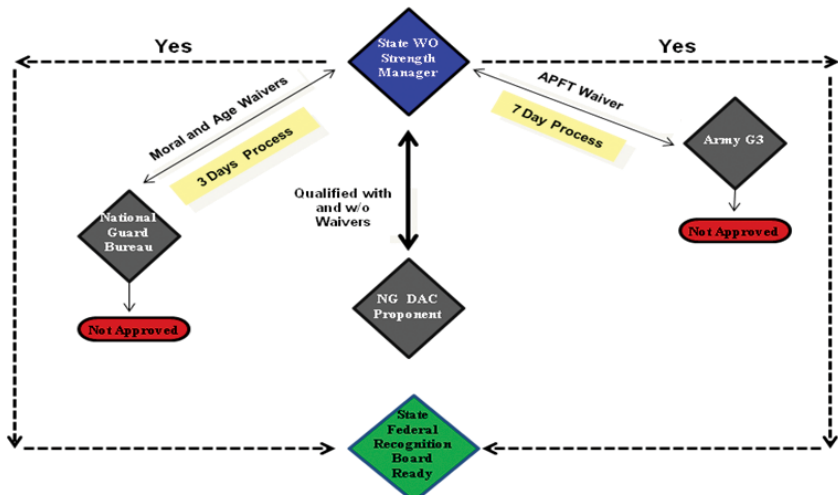 Yes
State WO
Strength
Manager
Yes
Moral and Age Waivers
3 Days Process
APFT Waiver
7 Day Process
Army G3
Not Approved
National
Guard
Bureau
Not Approved
Qualified with
and w/o
Waivers
NG DAC
Proponent
State
Federal
Recognition
Board
Ready